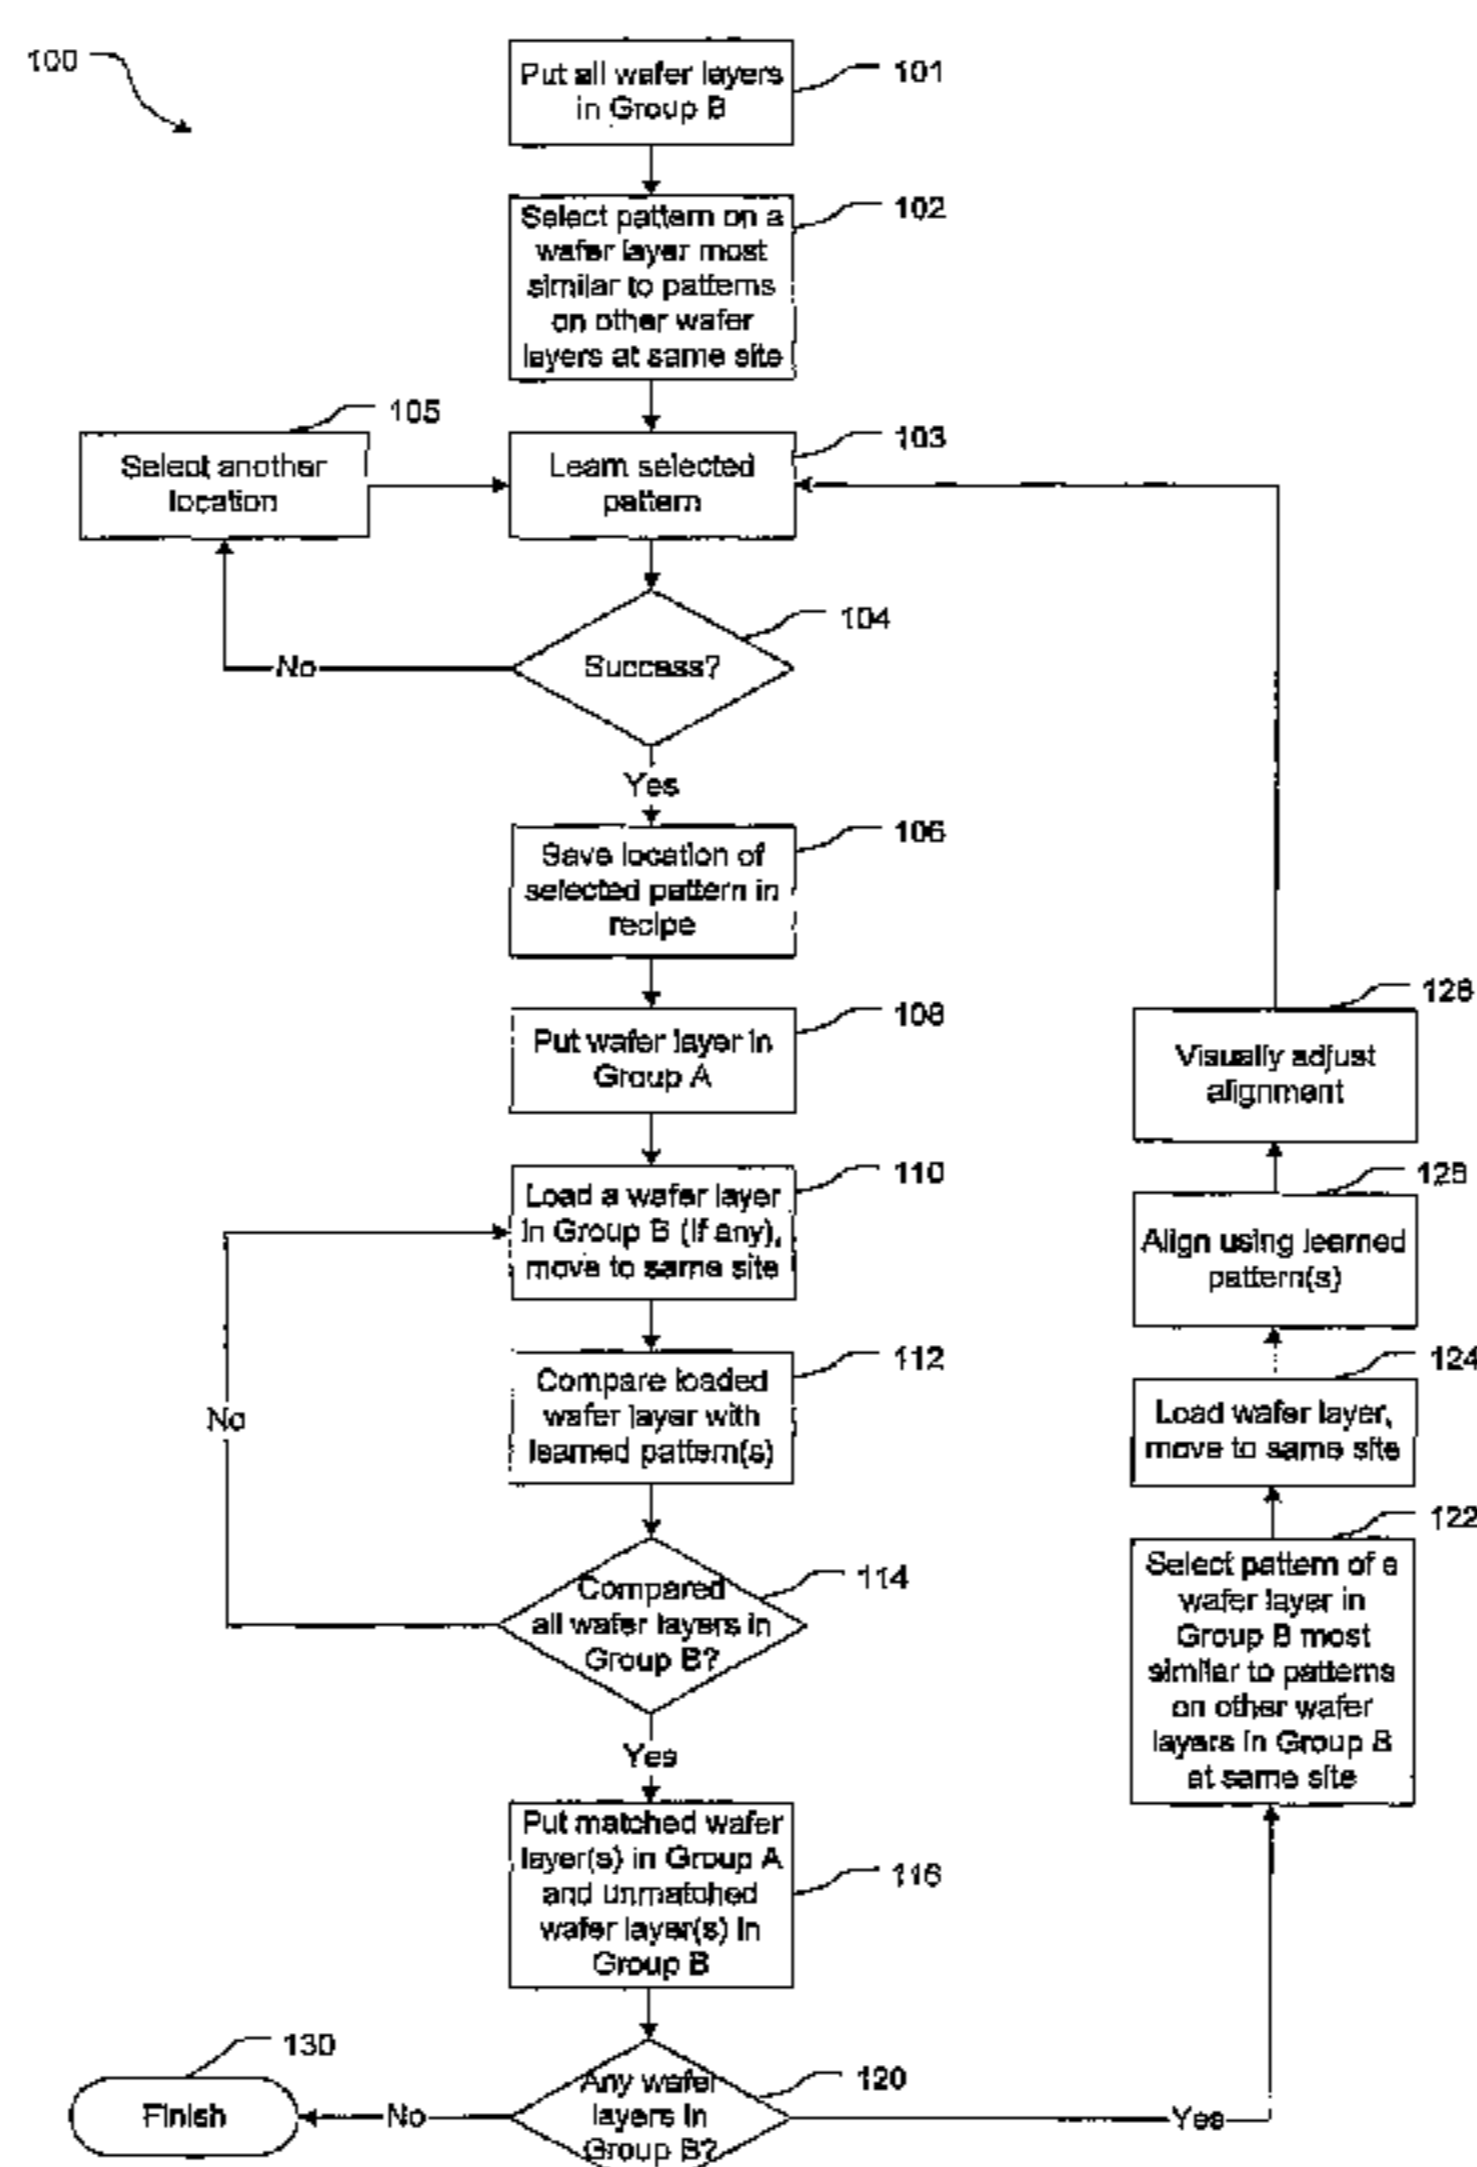 100
Put all wafer layers
in Group B
101
Select pattern on a
wafer layer most
similar to patterns
on other wafer
layers at same site
102
105
Select another
location
Learn selected
pattern
103
Success?
104
No
Yes
Save location of
selected pattern in
recipe
106
Put wafer layer in
Group A
108
Load a wafer layer
in Group B (if any),
move to same site
110
Compare loaded
wafer layer with
learned pattern(s)
112
No
Compared
all wafer layers in
Group B?
114
Yes
Put matched wafer
layer(s) in Group A
and unmatched
wafer layer(s) in
Group B
116
Any wafer
layers in
Group B?
120
No
130
Finish
Yes
Select pattern of a
wafer layer in
Group B most
similar to patterns
on other wafer
layers in Group B
at same site
122
Load wafer layer,
move to same site
124
Align using learned
pattern(s)
Visually adjust
alignment